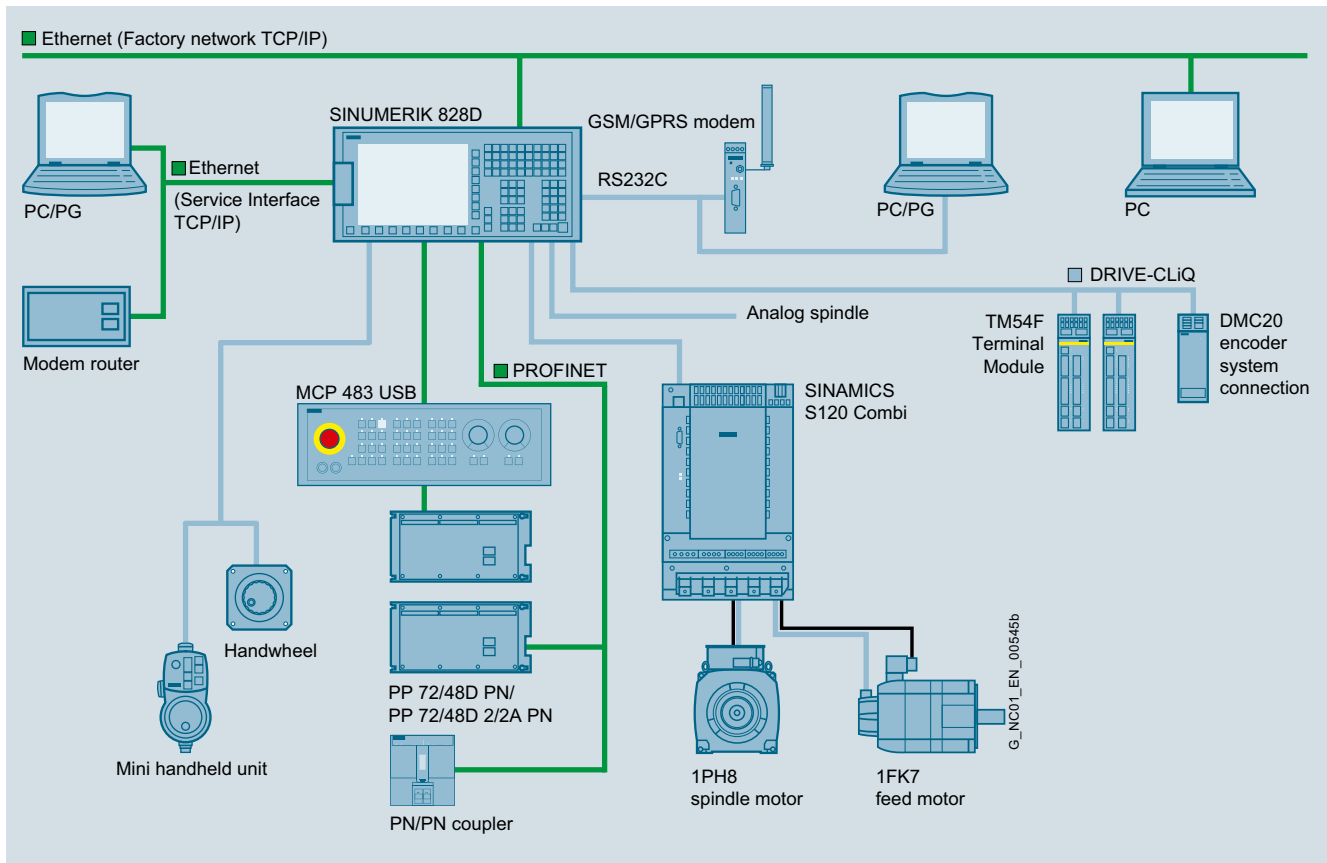 Ethernet (Factory network TCP/IP)
SINUMERIK 828D
GSM/GPRS modem
RS232C
Ethernet
(Service Interface
TCP/IP)
PC/PG
PC/PG
PC
Modem router
DRIVE-CLiQ
Analog spindle
TM54F
Terminal
Module
DMC20
encoder
system
connection
PROFINET
MCP 483 USB
SINAMICS
S120 Combi
Handwheel
Mini handheld unit
PP 72/48D PN/
PP 72/48D 2/2A PN
PN/PN coupler
1PH8
spindle motor
1FK7
feed motor
G_NC01_EN_00545b